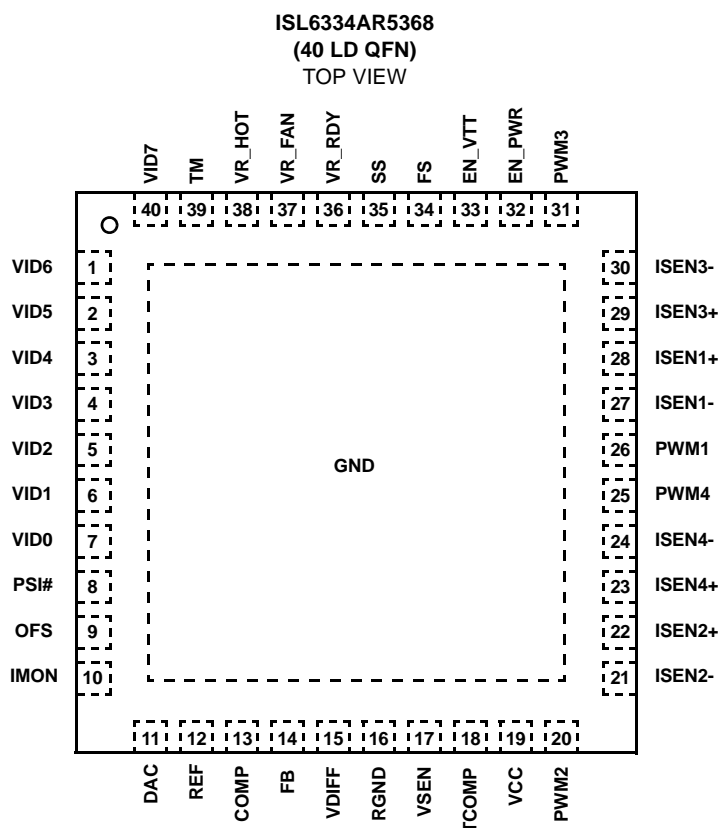 ISL6334AR5368
(40 LD QFN)
TOP VIEW
VID7
TM
VR_HOT
VR_FAN
VR_RDY
SS
FS
EN_VTT
EN_PWR
PWM3
40 39 38 37 36 35 34 33 32 31
VID6 1
VID5 2
VID4 3
VID3 4
VID2 5
VID1 6
VID0 7
PSI# 8
OFS 9
IMON 10
GND
30 ISEN3-
29 ISEN3+
28 ISEN1+
27 ISEN1-
26 PWM1
25 PWM4
24 ISEN4-
23 ISEN4+
22 ISEN2+
21 ISEN2-
11 12 13 14 15 16 17 18 19 20
DAC
REF
COMP
FB
VDIFF
RGND
VSEN
TCOMP
VCC
PWM2